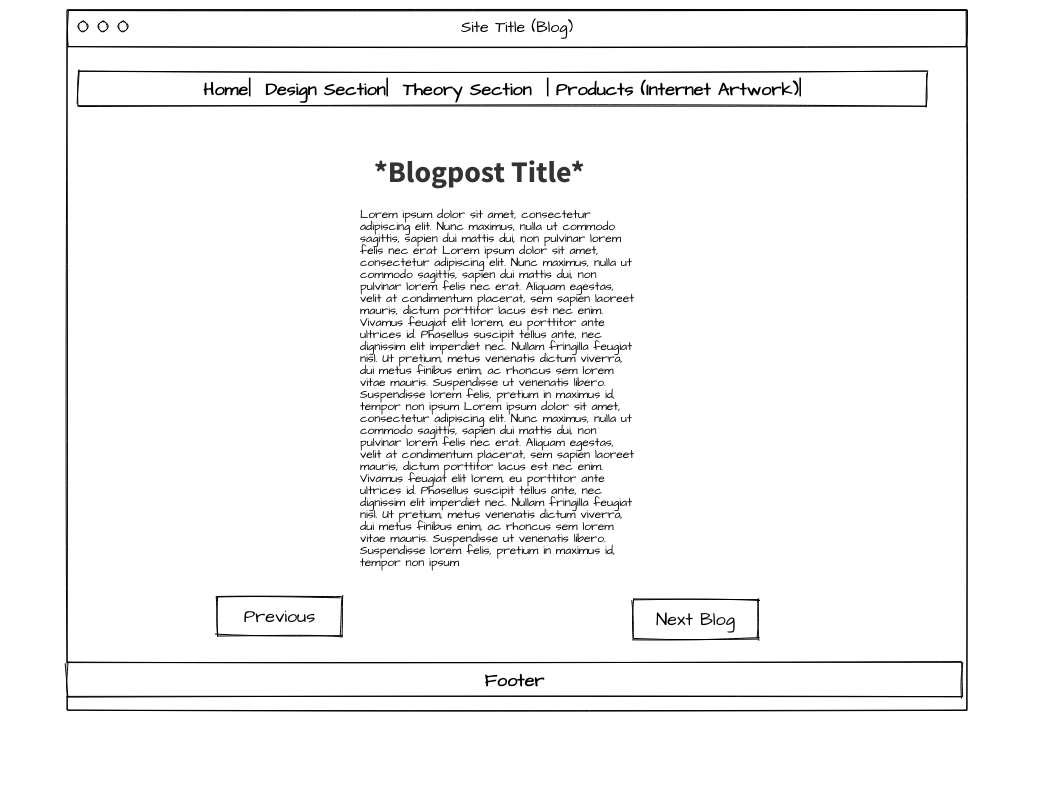 Site Title (Blog)
Home| Design Section| Theory Section | Products (Internet Artwork)|
*Blogpost Title*
Lorem ipsum dolor sit amet, consectetur
adipiscing elit. Nunc maximus, nulla ut commodo
sagittis, sapien dui mattis dui, non pulvinar lorem
felis nec erat Lorem ipsum dolor sit amet,
consectetur adipiscing elit. Nunc maximus, nulla ut
commodo sagittis, sapien dui mattis dui, non
pulvinar lorem felis nec erat. Aliquam egestas,
velit at condimentum placerat, sem sapien laoreet
mauris, dictum porttitor lacus est nec enim.
Vivamus feugiat elit lorem, eu porttitor ante
ultrices id. Phasellus suscipit tellus ante, nec
dignissim elit imperdiet nec. Nullam fringilla feugiat
nisl. Ut pretium, metus venenatis dictum viverra,
dui metus finibus enim, ac rhoncus sem lorem
vitae mauris. Suspendisse ut venenatis libero.
Suspendisse lorem felis, pretium in maximus id,
tempor non ipsum Lorem ipsum dolor sit amet,
consectetur adipiscing elit. Nunc maximus, nulla ut
commodo sagittis, sapien dui mattis dui, non
pulvinar lorem felis nec erat. Aliquam egestas,
velit at condimentum placerat, sem sapien laoreet
mauris, dictum porttitor lacus est nec enim.
Vivamus feugiat elit lorem, eu porttitor ante
ultrices id. Phasellus suscipit tellus ante, nec
dignissim elit imperdiet nec. Nullam fringilla feugiat
nisl. Ut pretium, metus venenatis dictum viverra,
dui metus finibus enim, ac rhoncus sem lorem
vitae mauris. Suspendisse ut venenatis libero.
Suspendisse lorem felis, pretium in maximus id,
tempor non ipsum
Previous
Next Blog
Footer